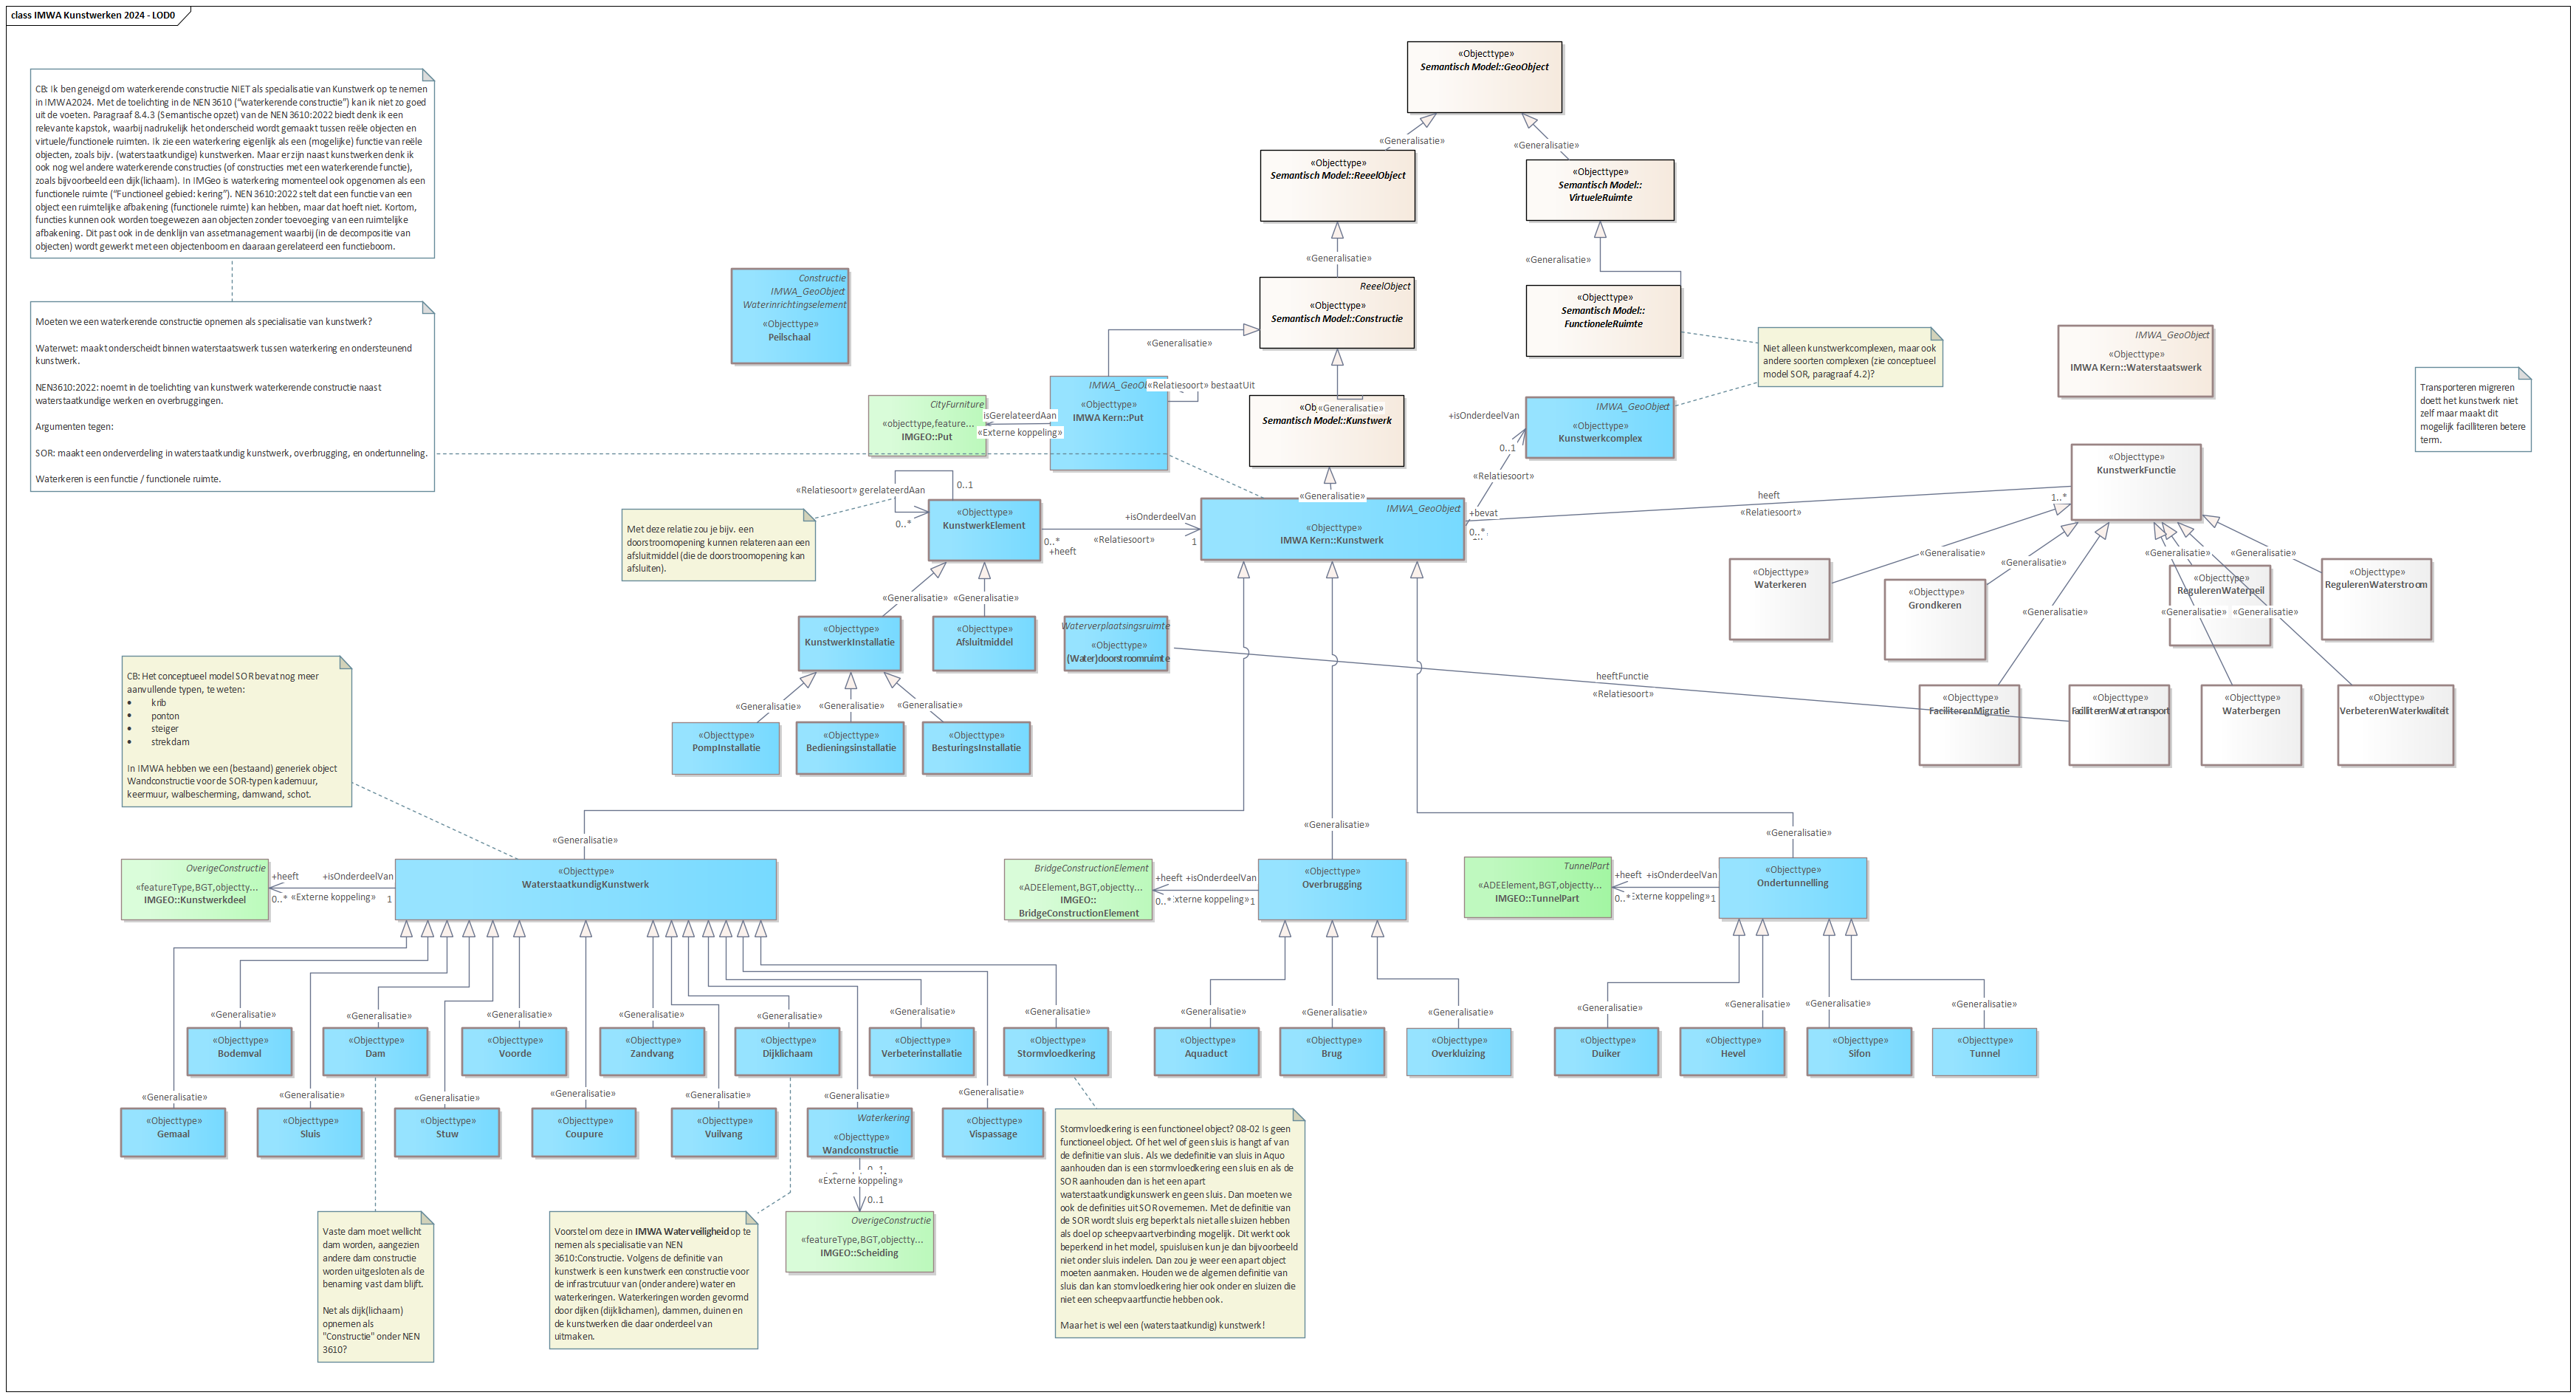 class IMWA Kunstwerken 2024 - LOD0
CB: Ik ben geneigd om waterkerende constructie NIET als specialisatie van Kunstwerk op te nemen
in IMWA2024. Met de toelichting in de NEN 3610 ("waterkerende constructie") kan ik niet zo goed
uit de voeten. Paragraaf 8.4.3 (Semantische opzet) van de NEN 3610:2022 biedt denk ik een
relevante kapstok, waarbij nadrukelijk het onderscheid wordt gemaakt tussen reële objecten en
virtuele/functionele ruimten. Ik zie een waterkering eigenlijk als een (mogelijke) functie van reële
objecten, zoals bijv. (waterstaatkundige) kunstwerken. Maar er zijn naast kunstwerken denk ik
ook nog wel andere waterkerende constructies (of constructies met een waterkerende functie),
zoals bijvoorbeeld een dijk(lichaam). In IMGeo is waterkering momenteel ook opgenomen als een
functionele ruimte ("Functioneel gebied: kering"). NEN 3610:2022 stelt dat een functie van een
object een ruimtelijke afbakening (functionele ruimte) kan hebben, maar dat hoeft niet. Kortom,
functies kunnen ook worden toegewezen aan objecten zonder toevoeging van een ruimtelijke
afbakening. Dit past ook in de denklijn van assetmanagement waarbij (in de decompositie van
objecten) wordt gewerkt met een objectenboom en daaraan gerelateerd een functieboom.
Moeten we een waterkerende constructie opnemen als specialisatie van kunstwerk?
Waterwet: maakt onderscheidt binnen waterstaatswerk tussen waterkering en ondersteunend
kunstwerk.
NEN3610:2022: noemt in de toelichting van kunstwerk waterkerende constructie naast
waterstaatkundige werken en overbruggingen.
Argumenten tegen:
SOR: maakt een onderverdeling in waterstaatkundig kunstwerk, overbrugging, en ondertunneling.
Waterkeren is een functie / functionele ruimte.
«Objecttype»
Semantisch Model::GeoObject
«Generalisatie»
«Generalisatie»
«Objecttype»
Semantisch Model::ReeelObject
«Objecttype»
Semantisch Model::
VirtueleRuimte
«Generalisatie»
«Generalisatie»
ReeelObject
«Objecttype»
Semantisch Model::Constructie
«Objecttype»
Semantisch Model::
FunctioneleRuimte
Constructie
IMWA_GeoObject
Waterinrichtingselement
«Objecttype»
Peilschaal
«Generalisatie»
Niet alleen kunstwerkcomplexen, maar ook
andere soorten complexen (zie conceptueel
model SOR, paragraaf 4.2)?
IMWA_GeoObject
«Objecttype»
IMWA Kern::Waterstaatswerk
Transporteren migreren
doett het kunstwerk niet
zelf maar maakt dit
mogelijk facilliteren betere
term.
«Relatiesoort» bestaatUit
«Objecttype»
IMWA Kern::Put
CityFurniture
«objecttype,feature...
IMGEO::Put
isGerelateerdAan
«Externe koppeling»
«Generalisatie»
Semantisch Model::Kunstwerk
IMWA_GeoObject
«Objecttype»
Kunstwerkcomplex
+isOnderdeelVan
0..1
«Relatiesoort»
+bevat
0..*
«Objecttype»
KunstwerkFunctie
heeft
«Relatiesoort»
1..*
«Relatiesoort» gerelateerdAan
0..1
0..*
Met deze relatie zou je bijv. een
doorstroomopening kunnen relateren aan een
afsluitmiddel (die de doorstroomopening kan
afsluiten).
«Objecttype»
KunstwerkElement
+isOnderdeelVan
0..*
+heeft
«Relatiesoort»
1
«Generalisatie»
IMWA_GeoObject
«Objecttype»
IMWA Kern::Kunstwerk
«Generalisatie»
«Generalisatie»
«Generalisatie»
«Generalisatie»
«Generalisatie»
«Generalisatie»
«Generalisatie»
«Objecttype»
Waterkeren
«Objecttype»
Grondkeren
«Objecttype»
RegulerenWaterpeil
«Objecttype»
RegulerenWaterstroom
«Generalisatie»
«Generalisatie»
«Objecttype»
KunstwerkInstallatie
«Objecttype»
Afsluitmiddel
Waterverplaatsingsruimte
«Objecttype»
(Water)doorstroomruimte
heeftFunctie
«Relatiesoort»
«Objecttype»
FaciliterenMigratie
«Objecttype»
FacilliterenWatertransport
«Objecttype»
Waterbergen
«Objecttype»
VerbeterenWaterkwaliteit
«Generalisatie»
«Generalisatie»
«Generalisatie»
«Objecttype»
PompInstallatie
«Objecttype»
Bedieningsinstallatie
«Objecttype»
BesturingsInstallatie
CB: Het conceptueel model SOR bevat nog meer
aanvullende typen, te weten:
• krib
• ponton
• steiger
• strekdam
In IMWA hebben we een (bestaand) generiek object
Wandconstructie voor de SOR-typen kademuur,
keermuur, walbescherming, damwand, schot.
«Generalisatie»
«Generalisatie»
«Generalisatie»
OverigeConstructie
«featureType,BGT,objectty...
IMGEO::Kunstwerkdeel
+heeft
+isOnderdeelVan
0..*
«Externe koppeling»
1
«Objecttype»
WaterstaatkundigKunstwerk
BridgeConstructionElement
«ADEElement,BGT,objectty...
IMGEO::
BridgeConstructionElement
+heeft
+isOnderdeelVan
0..*
Externe koppeling»
1
«Objecttype»
Overbrugging
TunnelPart
«ADEElement,BGT,objectty...
IMGEO::TunnelPart
+heeft
+isOnderdeelVan
0..*
Externe koppeling»
1
«Objecttype»
Ondertunnelling
«Generalisatie»
«Generalisatie»
«Generalisatie»
«Generalisatie»
«Generalisatie»
«Generalisatie»
«Generalisatie»
«Generalisatie»
«Generalisatie»
«Generalisatie»
«Generalisatie»
«Generalisatie»
«Generalisatie»
«Generalisatie»
«Objecttype»
Bodemval
«Objecttype»
Dam
«Objecttype»
Voorde
«Objecttype»
Zandvang
«Objecttype»
Dijklichaam
«Objecttype»
Verbeterinstallatie
«Objecttype»
Stormvloedkering
«Objecttype»
Aquaduct
«Objecttype»
Brug
«Objecttype»
Overkluizing
«Objecttype»
Duiker
«Objecttype»
Hevel
«Objecttype»
Sifon
«Objecttype»
Tunnel
«Generalisatie»
«Generalisatie»
«Generalisatie»
«Generalisatie»
«Generalisatie»
«Generalisatie»
«Generalisatie»
«Objecttype»
Gemaal
«Objecttype»
Sluis
«Objecttype»
Stuw
«Objecttype»
Coupure
«Objecttype»
Vuilvang
Waterkering
«Objecttype»
Wandconstructie
«Objecttype»
Vispassage
«Externe koppeling»
0..1
OverigeConstructie
«featureType,BGT,objectty...
IMGEO::Scheiding
Vaste dam moet wellicht
dam worden, aangezien
andere dam constructie
worden uitgesloten als de
benaming vast dam blijft.
Net als dijk(lichaam)
opnemen als
"Constructie" onder NEN
3610?
Voorstel om deze in IMWA Waterveiligheid op te
nemen als specialisatie van NEN
3610:Constructie. Volgens de definitie van
kunstwerk is een kunstwerk een constructie voor
de infrastrcutuur van (onder andere) water en
waterkeringen. Waterkeringen worden gevormd
door dijken (dijklichamen), dammen, duinen en
de kunstwerken die daar onderdeel van
uitmaken.
Stormvloedkering is een functioneel object? 08-02 Is geen
functioneel object. Of het wel of geen sluis is hangt af van
de definitie van sluis. Als we dedefinitie van sluis in Aquo
aanhouden dan is een stormvloedkering een sluis en als de
SOR aanhouden dan is het een apart
waterstaatkundigkunswerk en geen sluis. Dan moeten we
ook de definities uit SOR overnemen. Met de definitie van
de SOR wordt sluis erg beperkt als niet alle sluizen hebben
als doel op scheepvaartverbinding mogelijk. Dit werkt ook
beperkend in het model, spuisluisen kun je dan bijvoorbeeld
niet onder sluis indelen. Dan zou je weer een apart object
moeten aanmaken. Houden we de algemen definitie van
sluis dan kan stomvloedkering hier ook onder en sluizen die
niet een scheepvaartfunctie hebben ook.
Maar het is wel een (waterstaatkundig) kunstwerk!